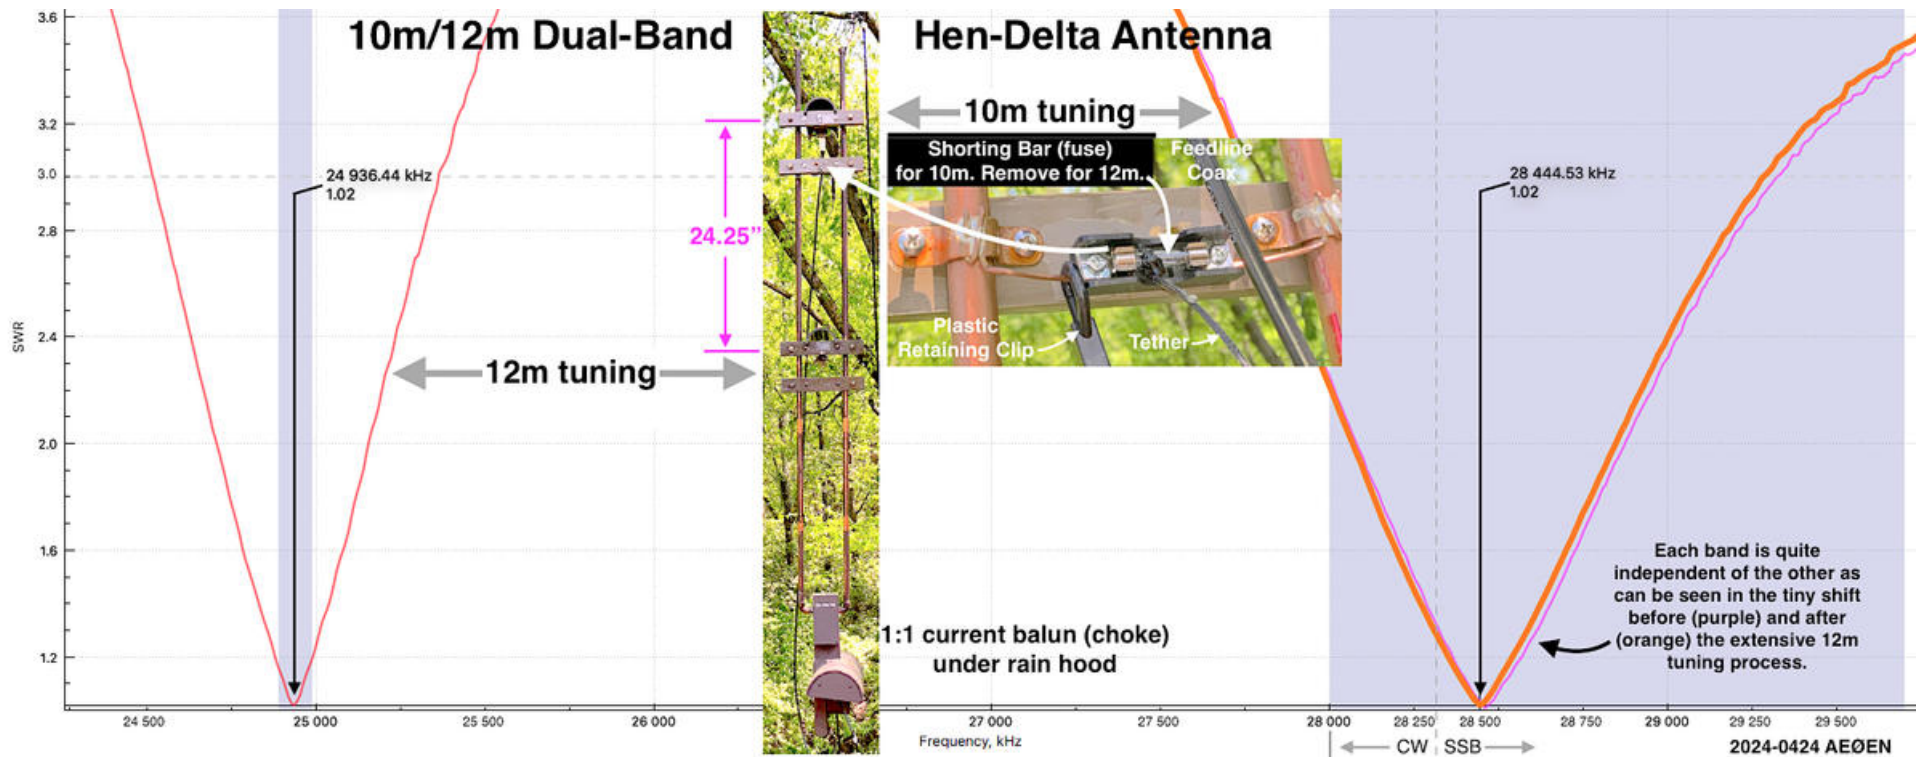 10m/12m Dual-Band
Hen-Delta Antenna
3.6
3.2
3.0
2.8
2.4
2.0
1.6
1.2
SWR
24 936.44 kHz
1.02
12m tuning
24.25”
10m tuning
Shorting Bar (fuse)
for 10m. Remove for 12m.
Feedline
Coax
Plastic
Retaining Clip
Tether
28 444.53 kHz
1.02
1:1 current balun (choke)
under rain hood
Each band is quite
independent of the other as
can be seen in the tiny shift
before (purple) and after
(orange) the extensive 12m
tuning process.
24 500
25 000
25 500
26 000
27 000
27 500
28 000
28 250
28 500
28 750
29 000
29 250
29 500
Frequency, kHz
CW
SSB
2024-0424 AEØEN